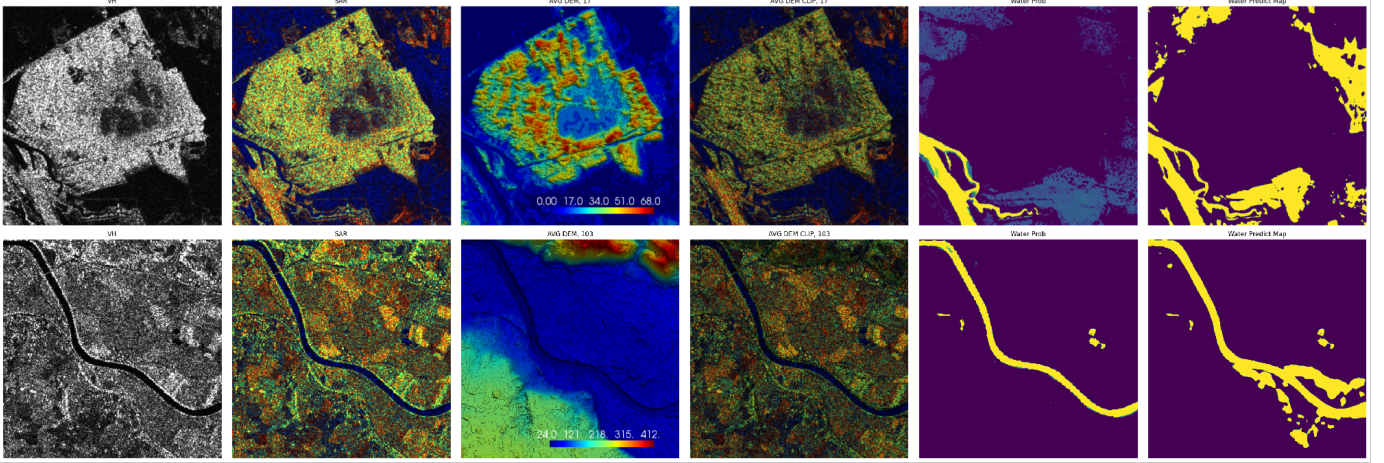 VH
SAR
AVG DEM, 17
AVG DEM CLIP, 17
Water Prob
Water Predict Map
0.00 17.0 34.0 51.0 68.0
VH
SAR
AVG DEM, 103
AVG DEM CLIP, 103
Water Prob
Water Predict Map
24.0 121. 218. 315. 412.